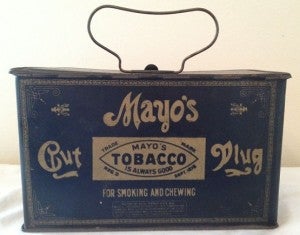 Mayo's
Cut Plug
TRADE MARK
MAYO'S
TOBACCO
IS ALWAYS GOOD
FOR SMOKING AND CHEWING